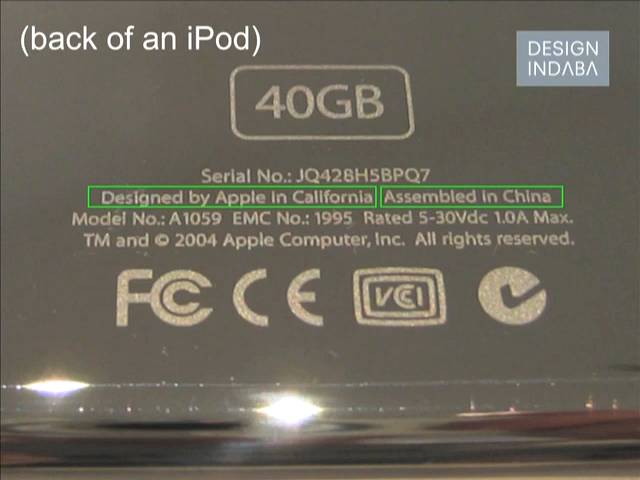 (back of an iPod)
DESIGN
INDABA
40GB
Serial No.: JQ428H5BPQ7
Designed by Apple in California Assembled in China
Model No.: A1059 EMC No.: 1995 Rated 5-30Vdc 1.0A Max.
TM and © 2004 Apple Computer, Inc. All rights reserved.
FC CE VCCI